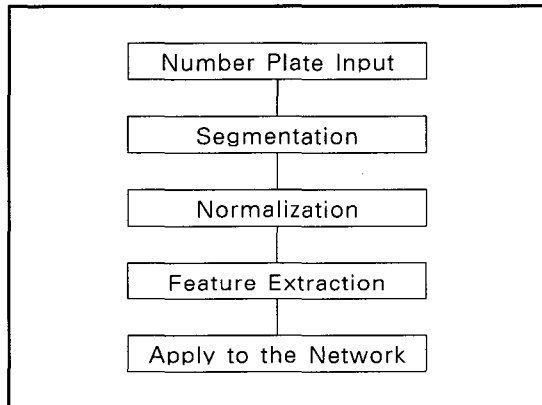 Number Plate Input
Segmentation
Normalization
Feature Extraction
Apply to the Network